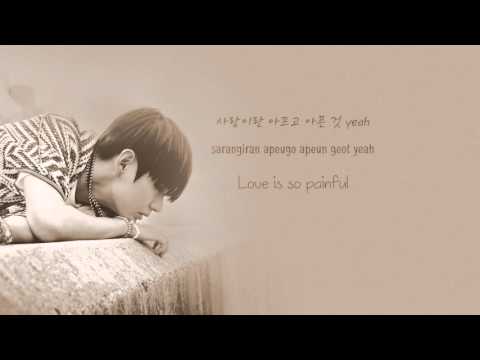 사랑이란 아프고 아픈 것 yeah
sarangiran apeugo apeun geot yeah
Love is so painful